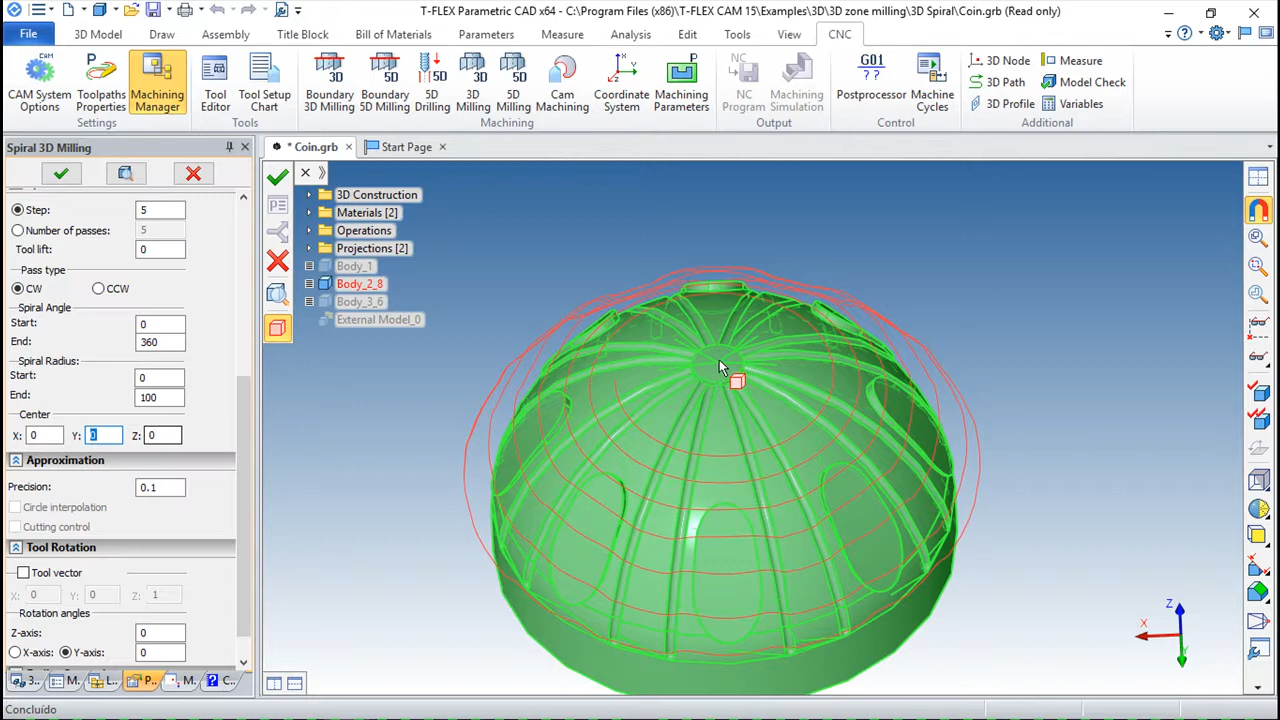 T-FLEX Parametric CAD x64 - C:\Program Files (x86)\T-FLEX CAM 15\Examples\3D\3D zone milling\3D Spiral\Coin.grb (Read only)
File 3D Model Draw Assembly Title Block Bill of Materials Parameters Measure Analysis Edit Tools View CNC
CAM System Options
Toolpaths Properties
Machining Manager
Settings
Tool Editor
Tool Setup Chart
Tools
Boundary 3D Milling
Boundary 5D Milling
5D Drilling
3D Milling
5D Milling
Cam Machining
Coordinate System
Machining Parameters
Machining
NC
NC Program
Machining Simulation
Output
G01
? ?
Postprocessor
Machine Cycles
Control
3D Node
Measure
3D Path
Model Check
3D Profile
Variables
Additional
Spiral 3D Milling
* Coin.grb
Start Page
Step: 5
Number of passes: 5
Tool lift: 0
Pass type
CW CCW
Spiral Angle
Start: 0
End: 360
Spiral Radius:
Start: 0
End: 100
Center
X: 0 Y: 0 Z: 0
Approximation
Precision: 0.1
Circle interpolation
Cutting control
Tool Rotation
Tool vector
X: 0 Y: 0 Z: 1
Rotation angles
Z-axis: 0
X-axis: Y-axis: 0
3... M. L... P... M. C...
3D Construction
Materials [2]
Operations
Projections [2]
Body_1
Body_2_8
Body_3_6
External Model_0
Z
X
Concluído